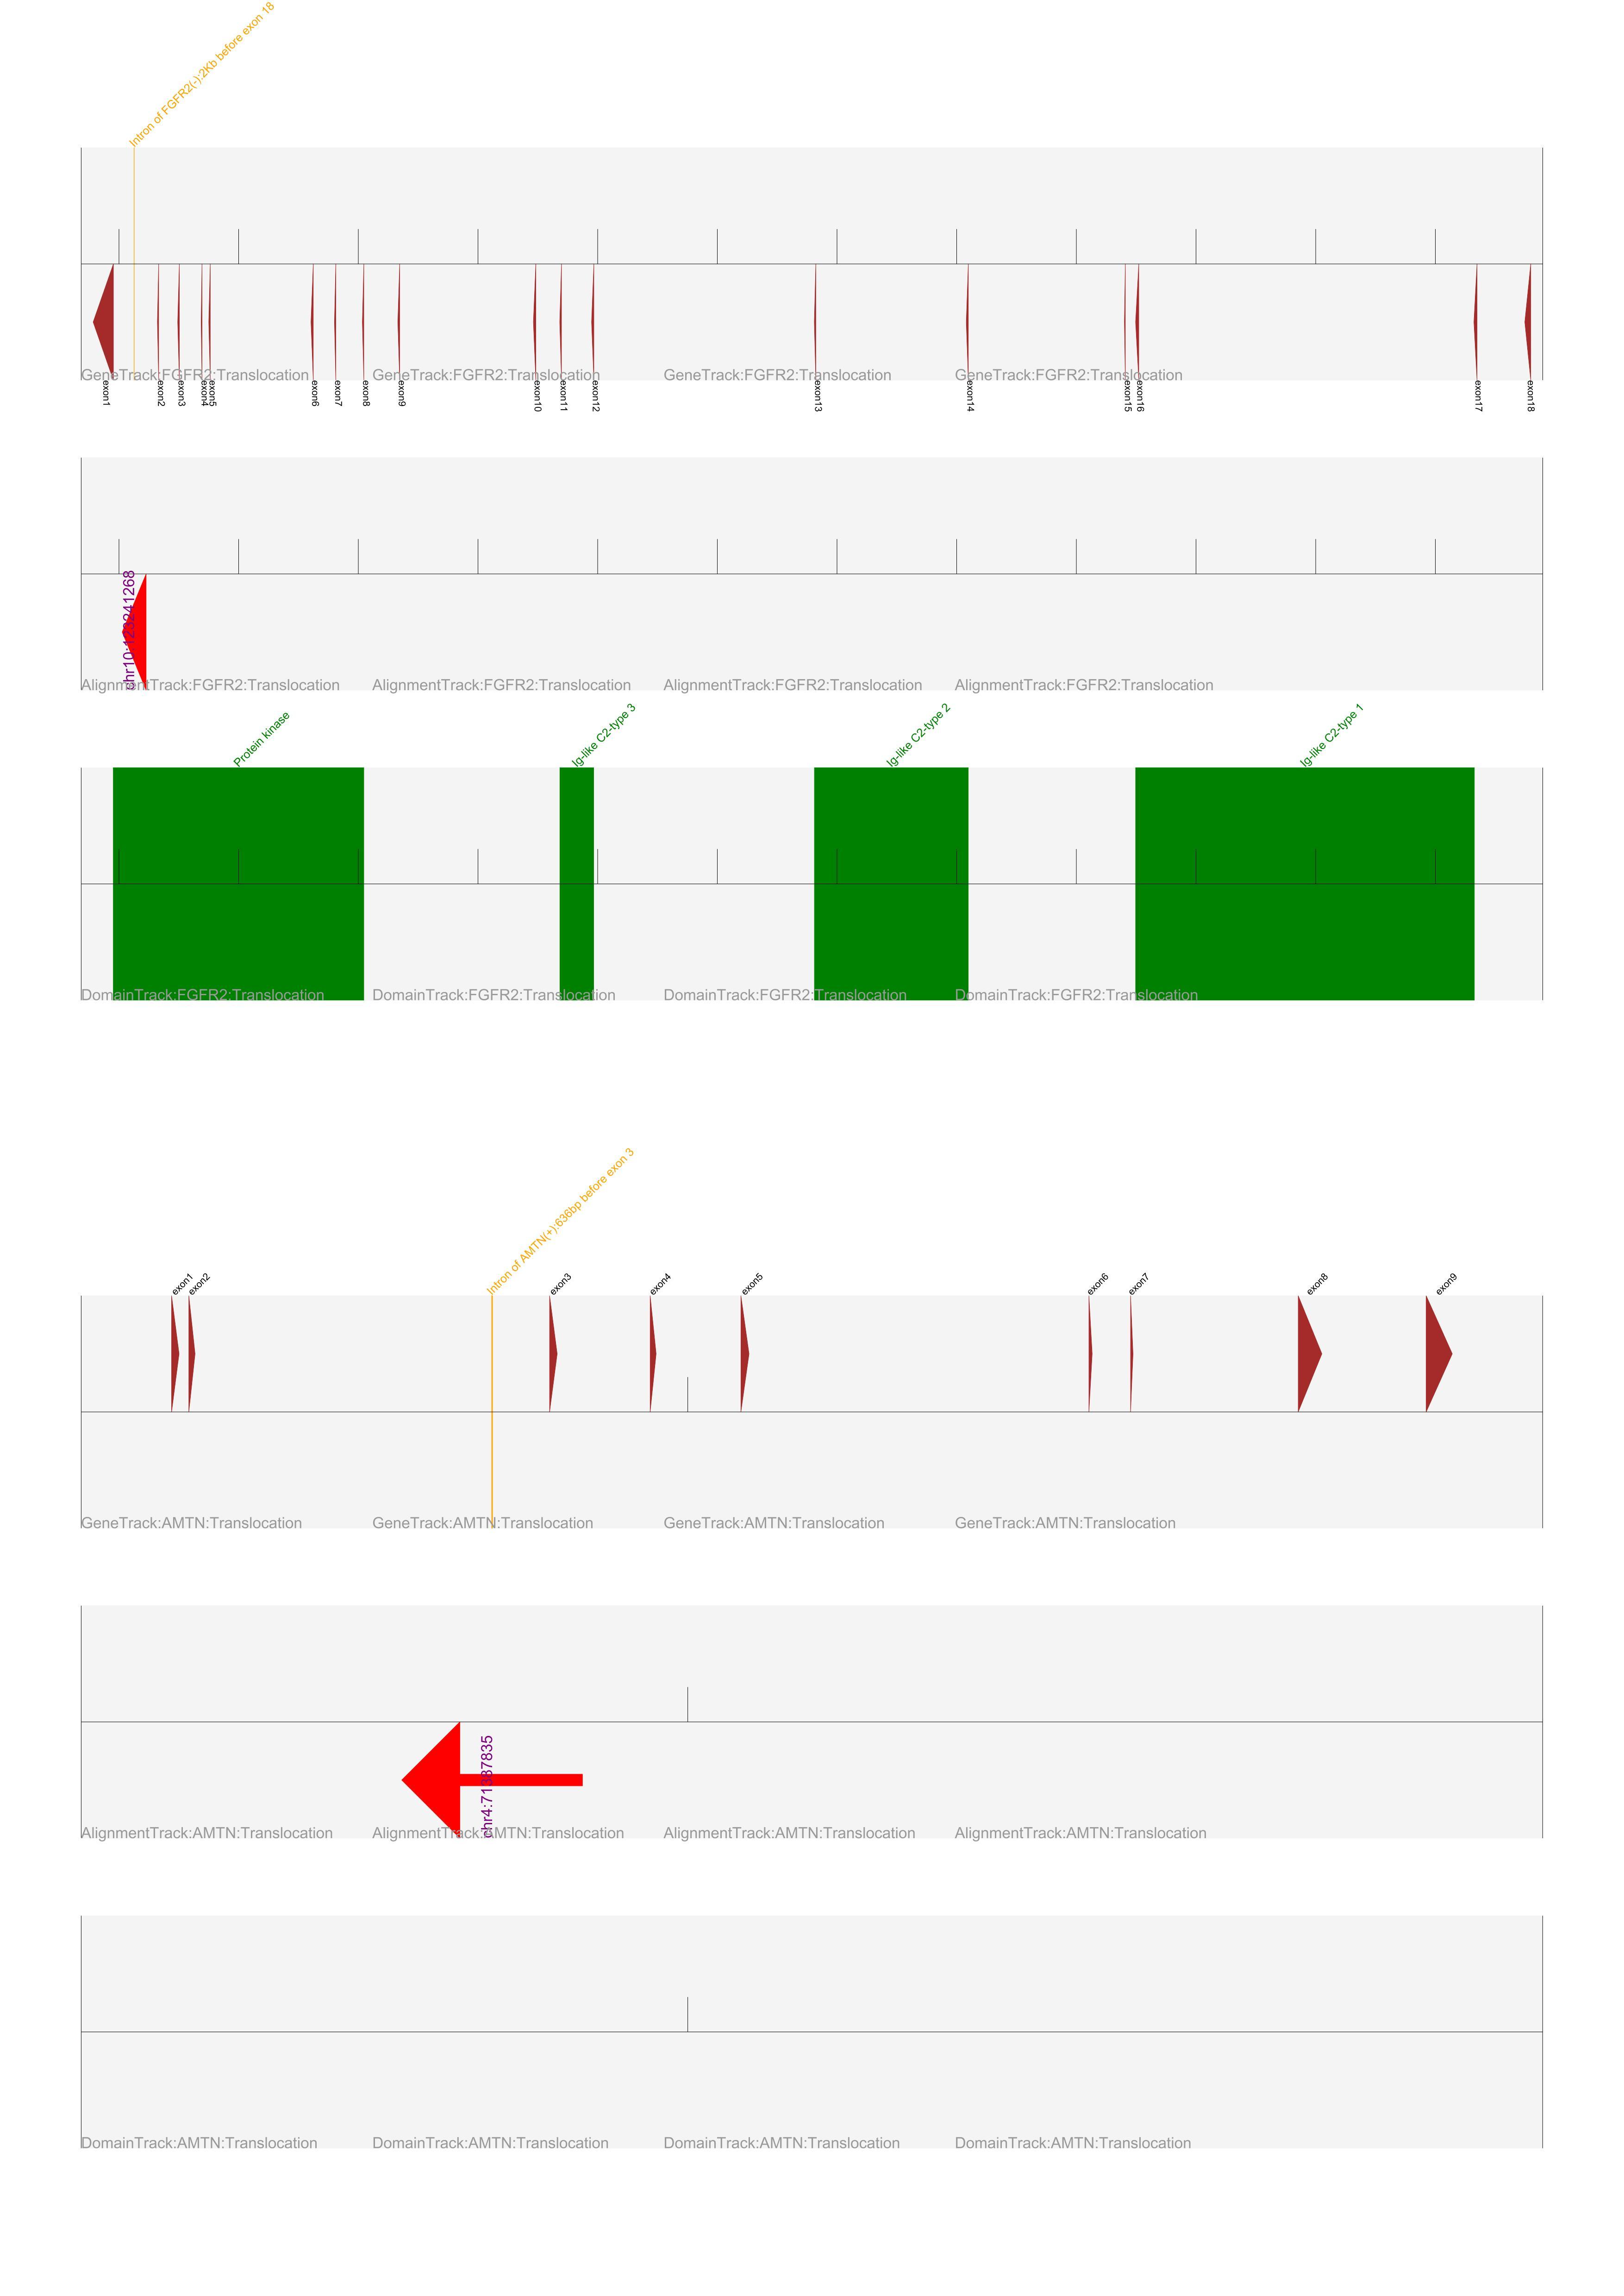 Intron of FGFR2(-):2Kb before exon 18
GeneTrack:FGFR2:Translocation GeneTrack:FGFR2:Translocation GeneTrack:FGFR2:Translocation GeneTrack:FGFR2:Translocation
exon1 exon2 exon3 exon4 exon5 exon6 exon7 exon8 exon9 exon10 exon11 exon12 exon13 exon14 exon15 exon16 exon17 exon18
chr10:123241268
AlignmentTrack:FGFR2:Translocation AlignmentTrack:FGFR2:Translocation AlignmentTrack:FGFR2:Translocation AlignmentTrack:FGFR2:Translocation
Protein kinase Ig-like C2-type 3 Ig-like C2-type 2 Ig-like C2-type 1
DomainTrack:FGFR2:Translocation DomainTrack:FGFR2:Translocation DomainTrack:FGFR2:Translocation DomainTrack:FGFR2:Translocation
Intron of AMTN(+):636bp before exon 3
exon1 exon2 exon3 exon4 exon5 exon6 exon7 exon8 exon9
GeneTrack:AMTN:Translocation GeneTrack:AMTN:Translocation GeneTrack:AMTN:Translocation GeneTrack:AMTN:Translocation
chr4:71387835
AlignmentTrack:AMTN:Translocation AlignmentTrack:AMTN:Translocation AlignmentTrack:AMTN:Translocation AlignmentTrack:AMTN:Translocation
DomainTrack:AMTN:Translocation DomainTrack:AMTN:Translocation DomainTrack:AMTN:Translocation DomainTrack:AMTN:Translocation